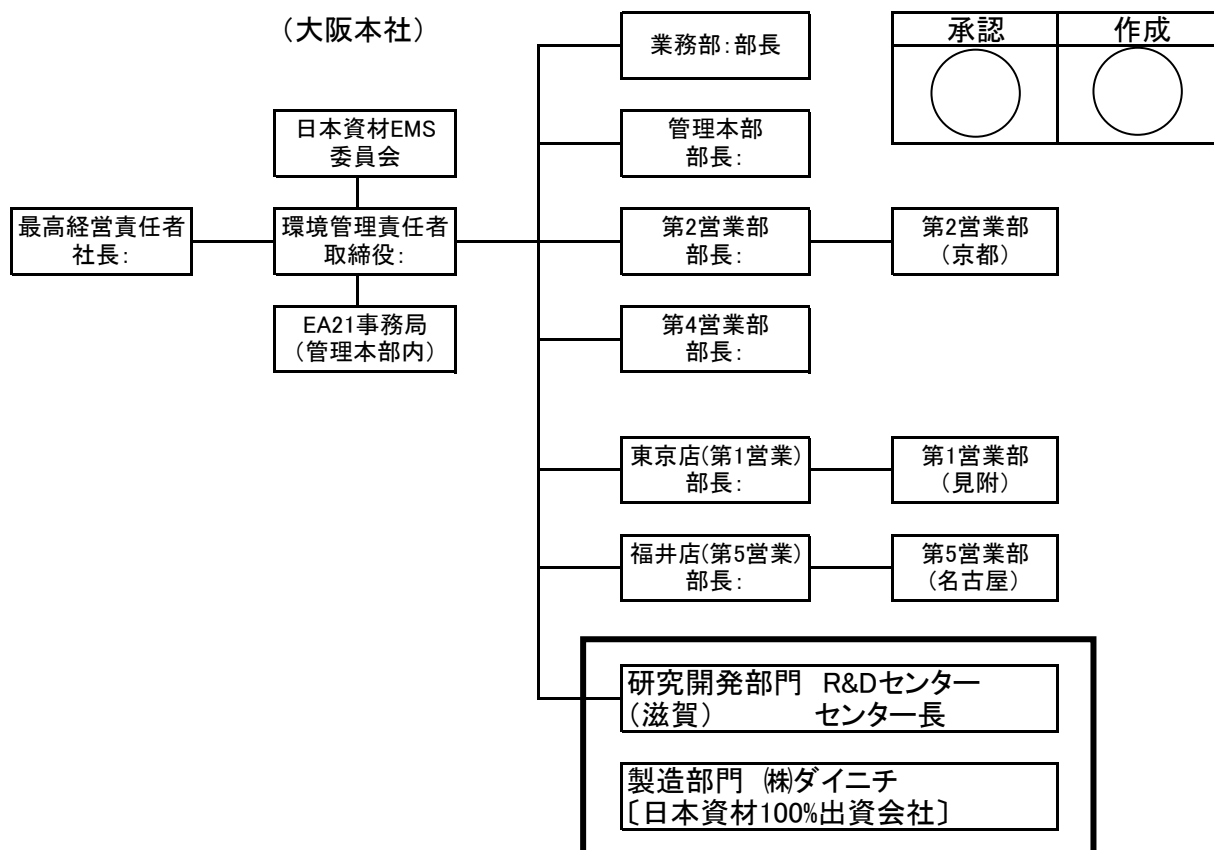 （大阪本社）
業務部：部長
承認 作成
日本資材EMS
委員会
管理本部
部長：
最高経営責任者
社長：
環境管理責任者
取締役：
第2営業部
部長：
第2営業部
（京都）
EA21事務局
（管理本部内）
第4営業部
部長：
東京店(第1営業)
部長：
第1営業部
（見附）
福井店(第5営業)
部長：
第5営業部
（名古屋）
研究開発部門　R&Dセンター
（滋賀）　センター長
製造部門　㈱ダイニチ
〔日本資材100%出資会社〕